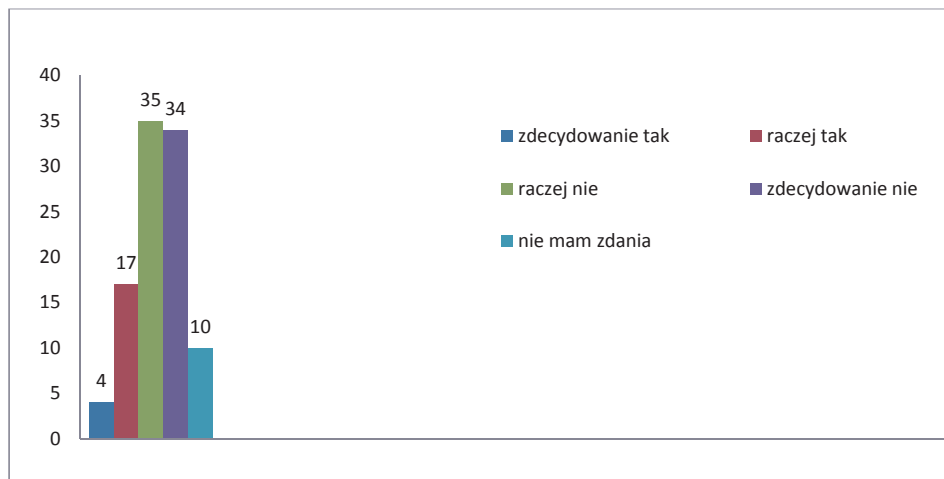 40
35
30
25
20
15
10
5
0
4
17
35
34
10
zdecydowanie tak
raczej tak
raczej nie
zdecydowanie nie
nie mam zdania